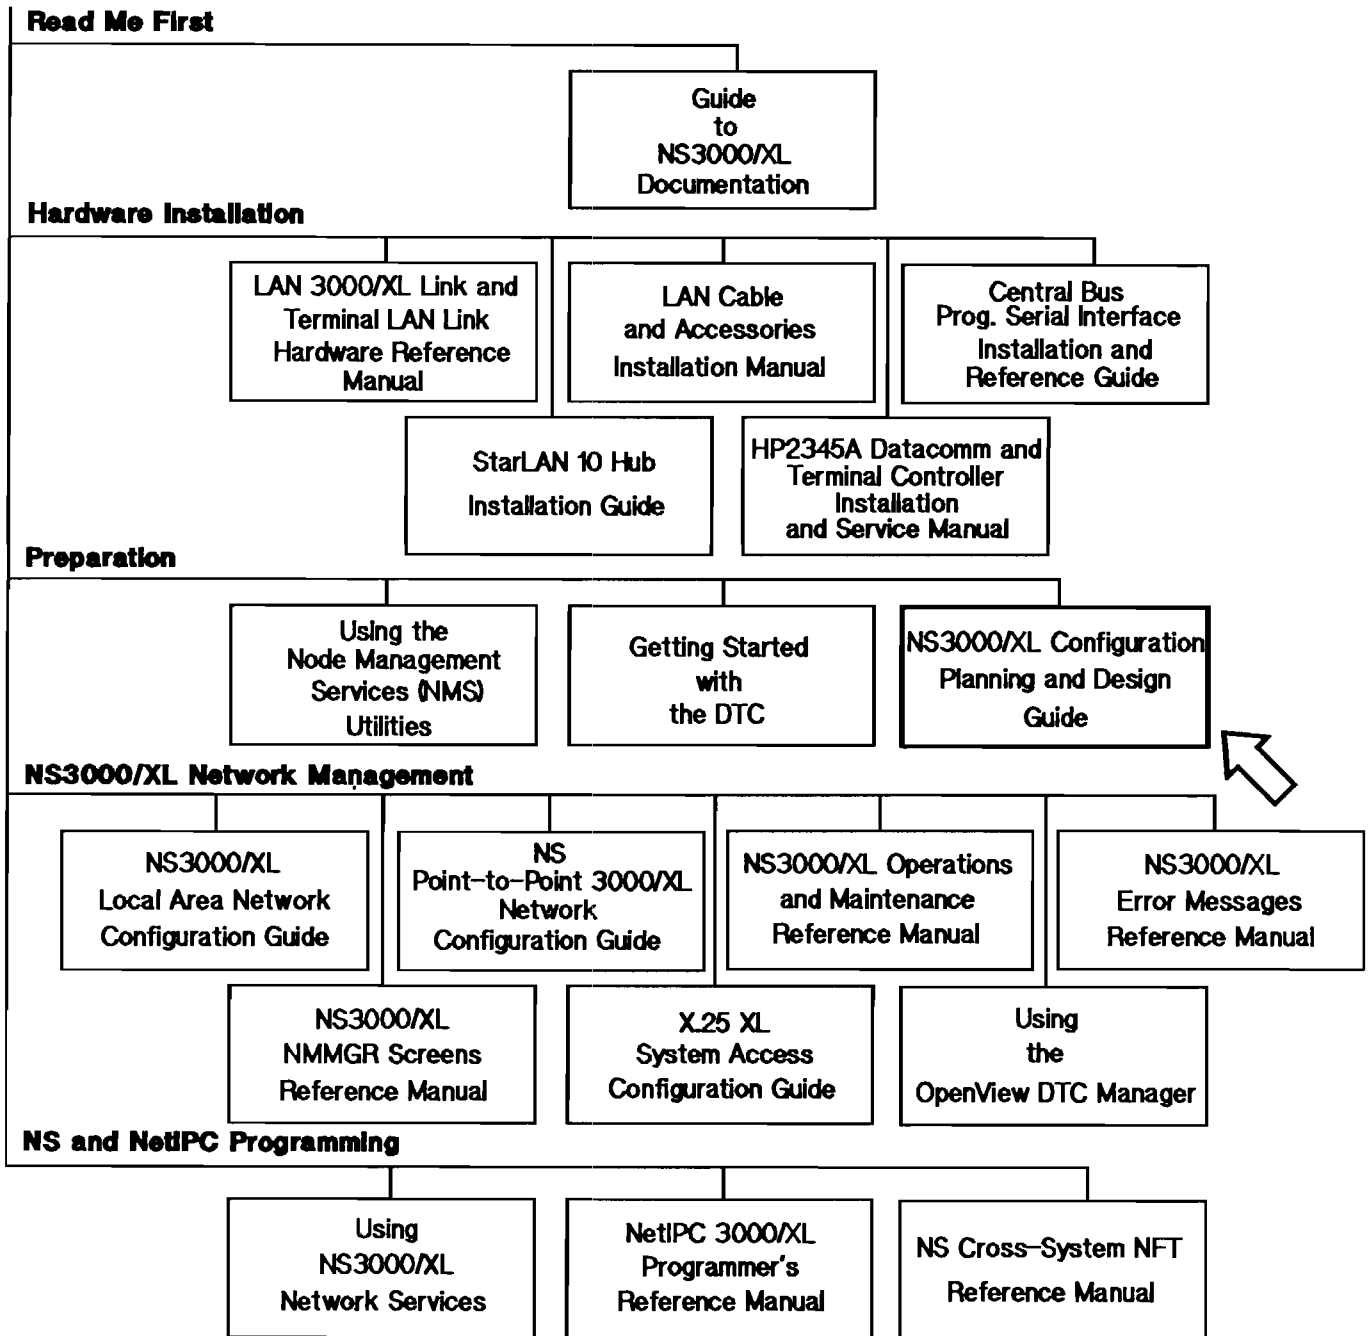 Read Me First
Guide
to
NS3000/XL
Documentation
Hardware Installation
LAN 3000/XL Link and
Terminal LAN Link
Hardware Reference
Manual
LAN Cable
and Accessories
Installation Manual
Central Bus
Prog. Serial Interface
Installation and
Reference Guide
StarLAN 10 Hub
Installation Guide
HP2345A Datacomm and
Terminal Controller
Installation
and Service Manual
Preparation
Using the
Node Management
Services (NMS)
Utilities
Getting Started
with
the DTC
NS3000/XL Configuration
Planning and Design
Guide
NS3000/XL Network Management
NS3000/XL
Local Area Network
Configuration Guide
NS
Point-to-Point 3000/XL
Network
Configuration Guide
NS3000/XL Operations
and Maintenance
Reference Manual
NS3000/XL
Error Messages
Reference Manual
NS3000/XL
NMMGR Screens
Reference Manual
X.25 XL
System Access
Configuration Guide
Using
the
OpenView DTC Manager
NS and NetIPC Programming
Using
NS3000/XL
Network Services
NetIPC 3000/XL
Programmer's
Reference Manual
NS Cross-System NFT
Reference Manual